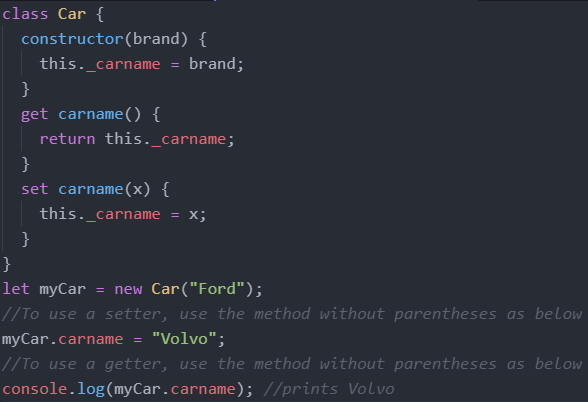 class Car {
  constructor(brand) {
    this._carname = brand;
  }
  get carname() {
    return this._carname;
  }
  set carname(x) {
    this._carname = x;
  }
}
let myCar = new Car("Ford");
//To use a setter, use the method without parentheses as below
myCar.carname = "Volvo";
//To use a getter, use the method without parentheses as below
console.log(myCar.carname); //prints Volvo